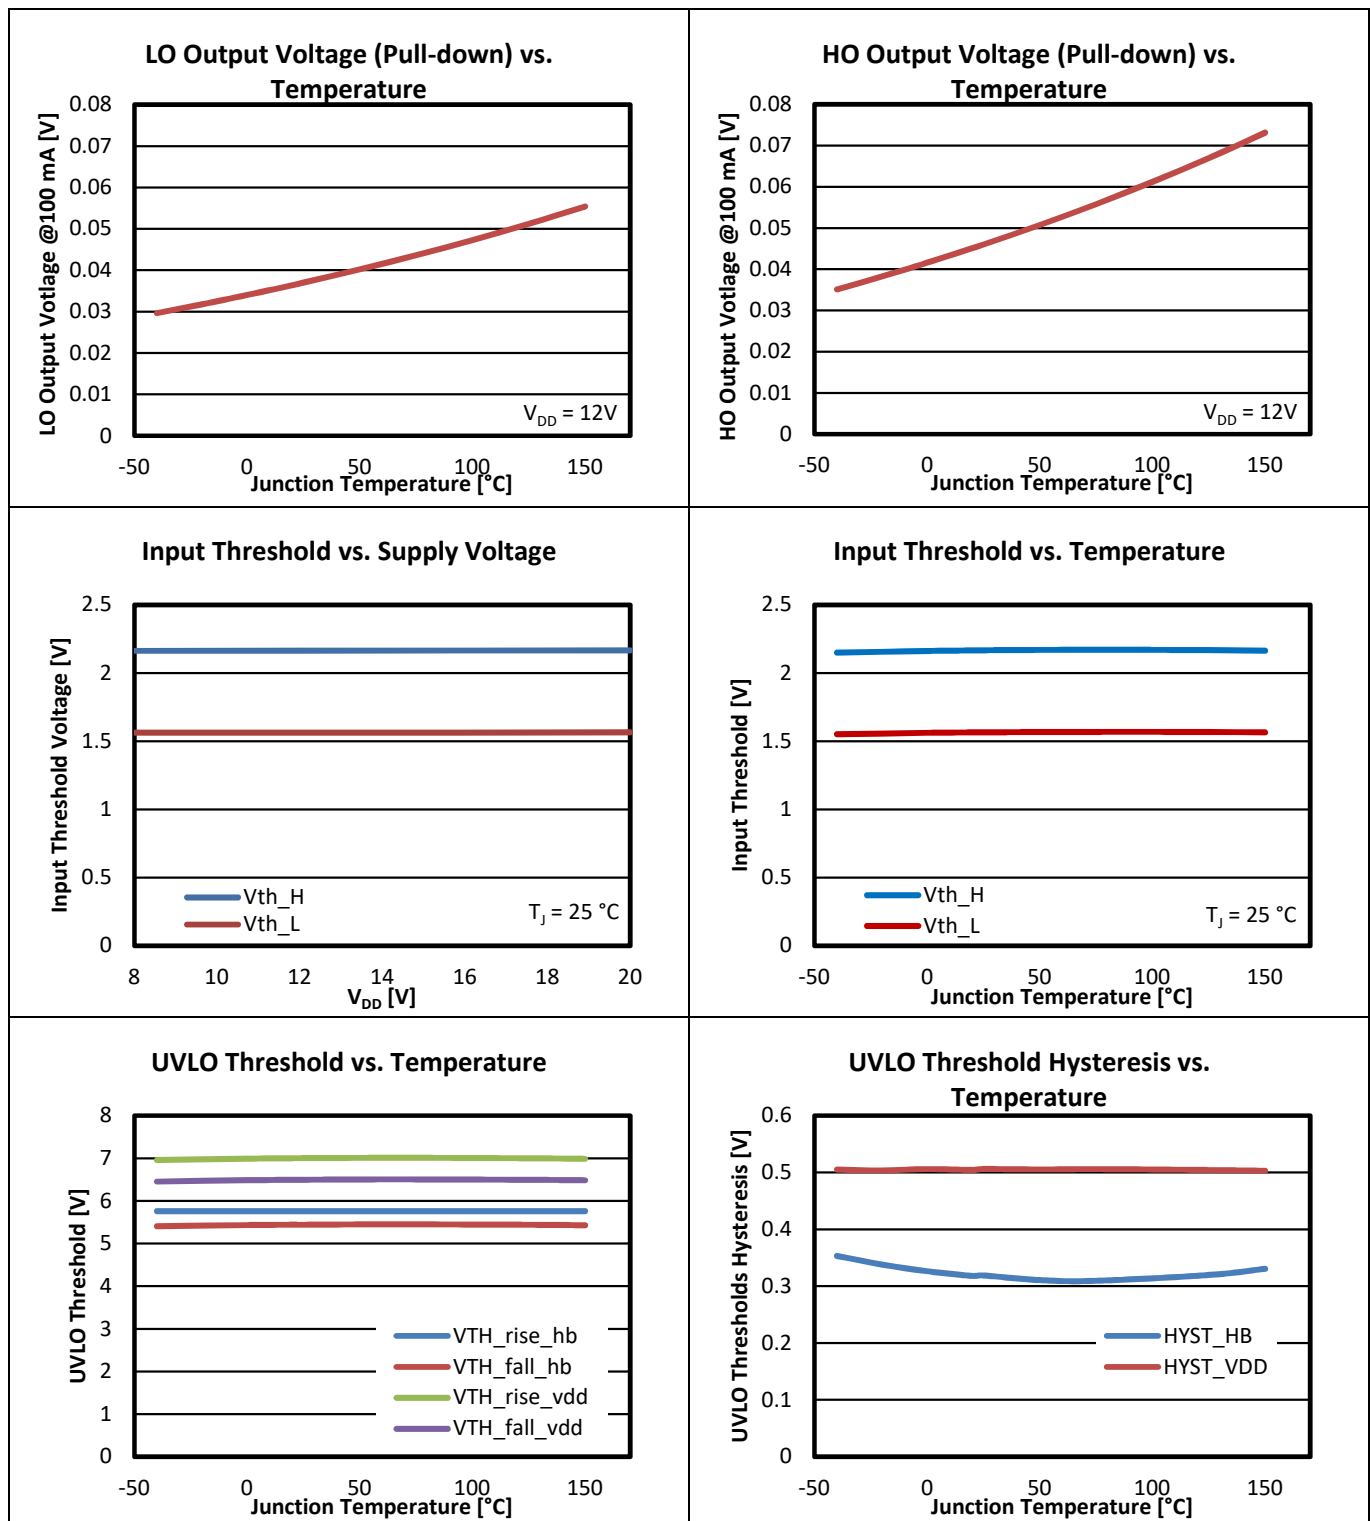 LO Output Voltage (Pull-down) vs.
Temperature
LO Output Votlage @100 mA [V]
0.08
0.07
0.06
0.05
0.04
0.03
0.02
0.01
0
V_DD = 12V
-50 0 50 100 150
Junction Temperature [°C]
HO Output Voltage (Pull-down) vs.
Temperature
HO Output Voltage @100 mA [V]
0.08
0.07
0.06
0.05
0.04
0.03
0.02
0.01
0
V_DD = 12V
-50 0 50 100 150
Junction Temperature [°C]
Input Threshold vs. Supply Voltage
Input Threshold Voltage [V]
2.5
2
1.5
1
0.5
0
Vth_H
Vth_L
T_J = 25 °C
8 10 12 14 16 18 20
V_DD [V]
Input Threshold vs. Temperature
Input Threshold [V]
2.5
2
1.5
1
0.5
0
Vth_H
Vth_L
T_J = 25 °C
-50 0 50 100 150
Junction Temperature [°C]
UVLO Threshold vs. Temperature
UVLO Threshold [V]
8
7
6
5
4
3
2
1
0
VTH_rise_hb
VTH_fall_hb
VTH_rise_vdd
VTH_fall_vdd
-50 0 50 100 150
Junction Temperature [°C]
UVLO Threshold Hysteresis vs.
Temperature
UVLO Thresholds Hysteresis [V]
0.6
0.5
0.4
0.3
0.2
0.1
0
HYST_HB
HYST_VDD
-50 0 50 100 150
Junction Temperature [°C]